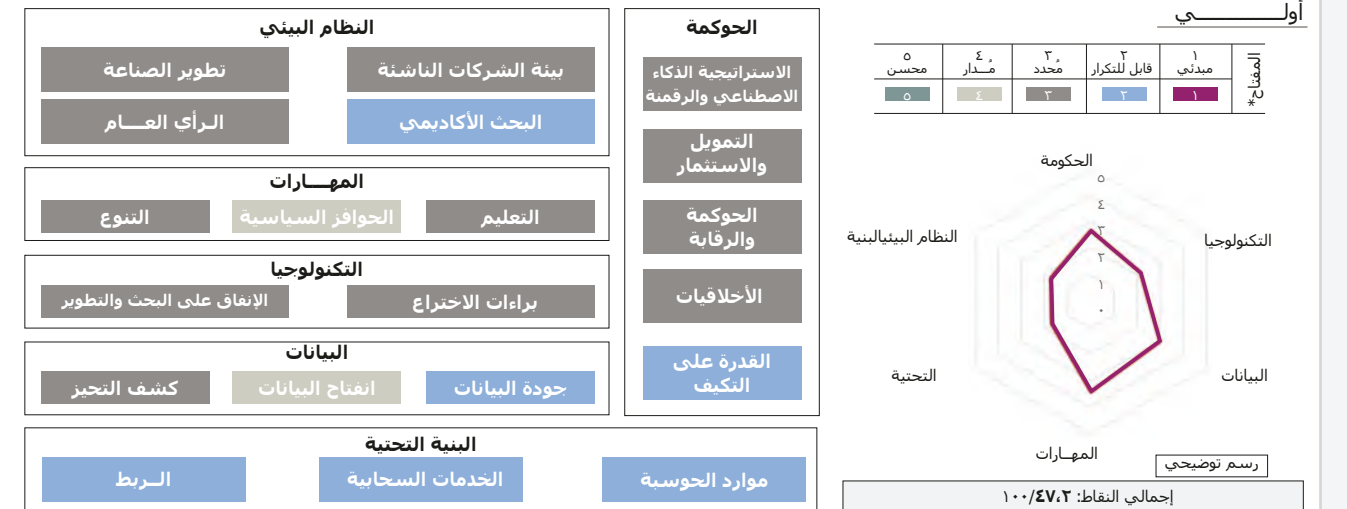 أولــــــــي
المفتاح*
١
مبدئي
٢
قابل للتكرار
٣
مُحدد
٤
مُــدار
٥
محسن
١
٢
٣
٤
٥
الحكومة
٥
٤
٣
٢
١
٠
التكنولوجيا
البيانات
المهــارات
التحتية
النظام البيئيالبنية
رسم توضيحي
إجمالي النقاط: ٤٧،٢/١٠٠
الحوكمة
الاستراتيجية الذكاء
الاصطناعي والرقمنة
التمويل
والاستثمار
الحوكمة
والرقابة
الأخلاقيات
القدرة على
التكيف
النظام البيئي
بيئة الشركات الناشئة
تطوير الصناعة
البحث الأكاديمي
الـرأي العــــام
المهــــارات
التعليم
الحوافز السياسية
التنوع
التكنولوجيا
براءات الاختراع
الإنفاق على البحث والتطوير
البيانات
جودة البيانات
انفتاح البيانات
كشف التحيز
البنية التحتية
موارد الحوسبة
الخدمات السحابية
الــربط